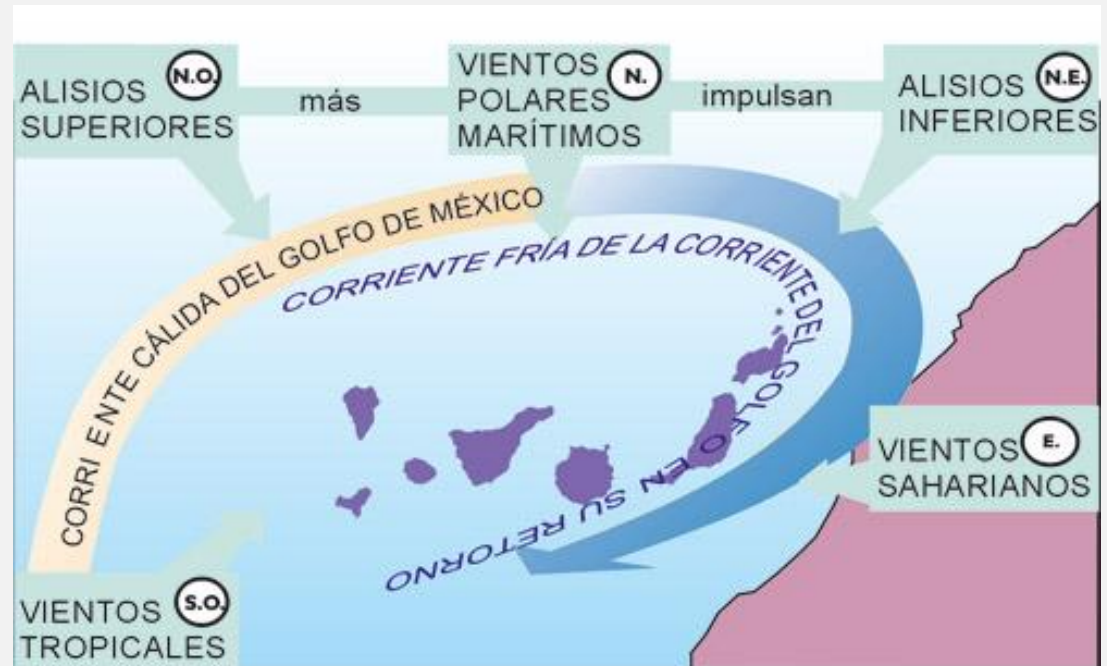 ALISIOS N.O.
SUPERIORES
más
VIENTOS N.
POLARES
MARÍTIMOS
impulsan
ALISIOS N.E.
INFERIORES
CORRI ENTE CÁLIDA DEL GOLFO DE MÉXICO
CORRIENTE FRÍA DE LA CORRIENTE DEL GOLFO EN SU RETORNO
VIENTOS E.
SAHARIANOS
VIENTOS S.O.
TROPICALES